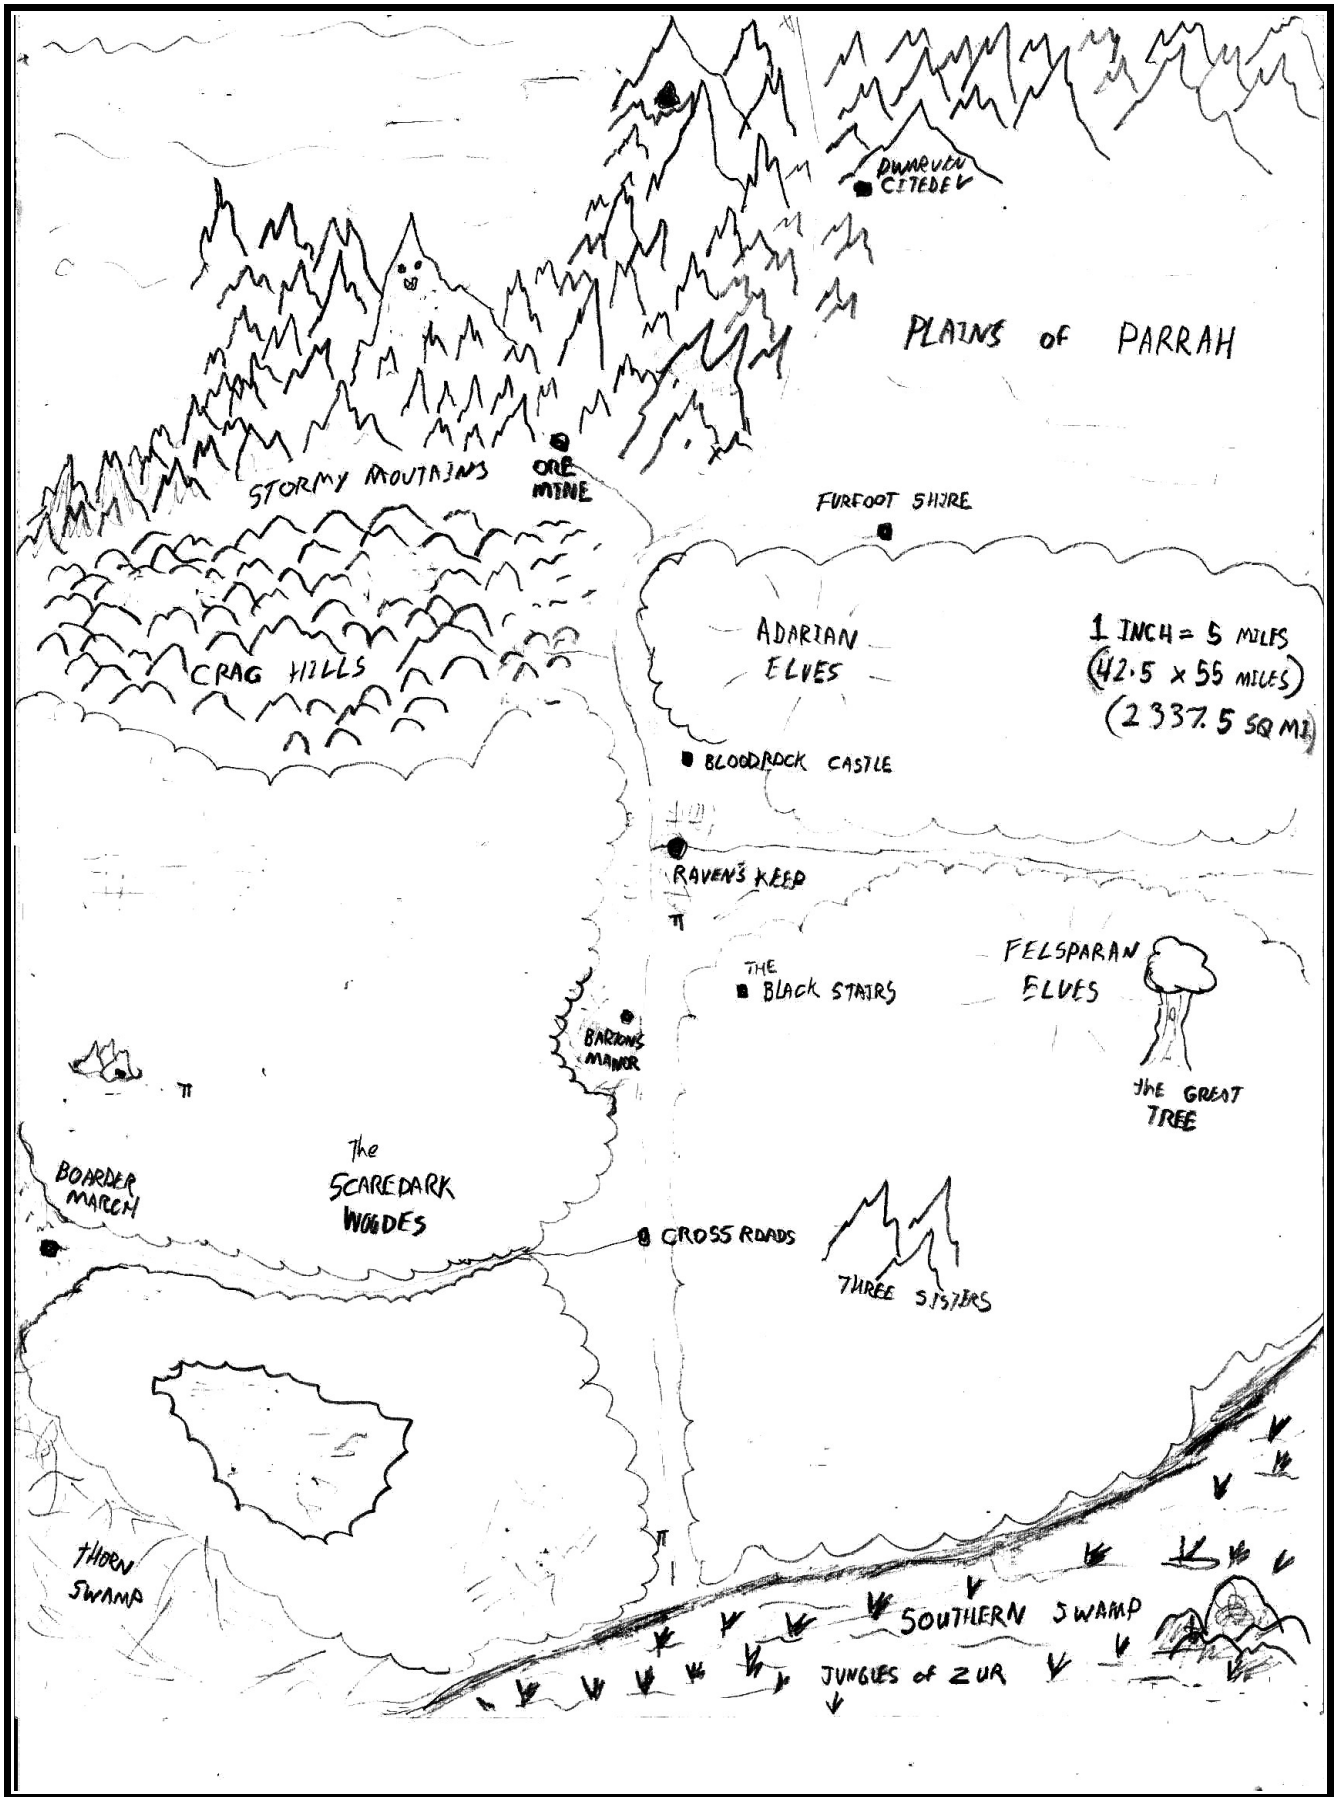 DWARVEN
CITEDEL
PLAINS of PARRAH
STORMY MOUTAINS
ORE
MINE
FURFOOT SHIRE
ADARIAN
ELVES
1 INCH = 5 MILES
(42.5 x 55 MILES)
(2337.5 SQ MI)
CRAG HILLS
BLOODROCK CASTLE
RAVEN'S KEEP
FELSPARAN
ELVES
THE
BLACK STAIRS
BARTONS
MANOR
The GREAT
TREE
The
SCAREDARK
WOODES
BOARDER
MARCH
CROSS ROADS
THREE SISTERS
THORN
SWAMP
SOUTHERN SWAMP
JUNGLES of ZUR